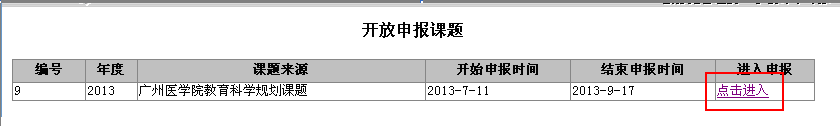 开放申报课题
编号 年度 课题来源 开始申报时间 结束申报时间 进入申报
9 2013 广州医学院教育科学规划课题 2013-7-11 2013-9-17 点击进入